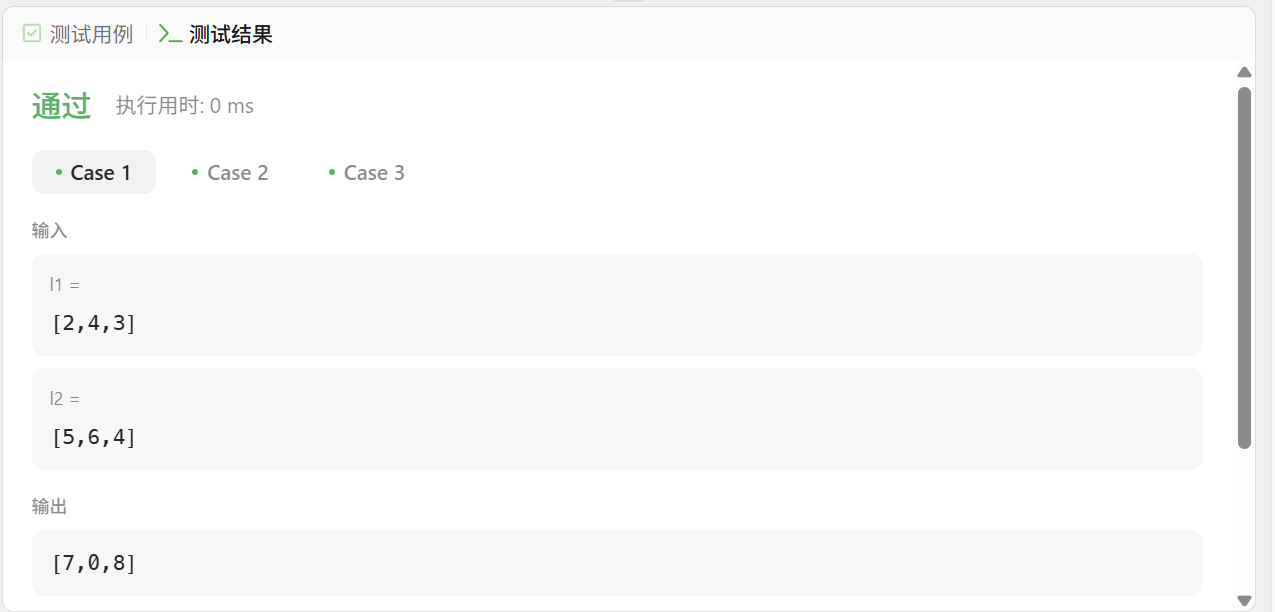 测试用例 测试结果
通过 执行用时: 0 ms
Case 1 Case 2 Case 3
输入
l1 =
[2,4,3]
l2 =
[5,6,4]
输出
[7,0,8]